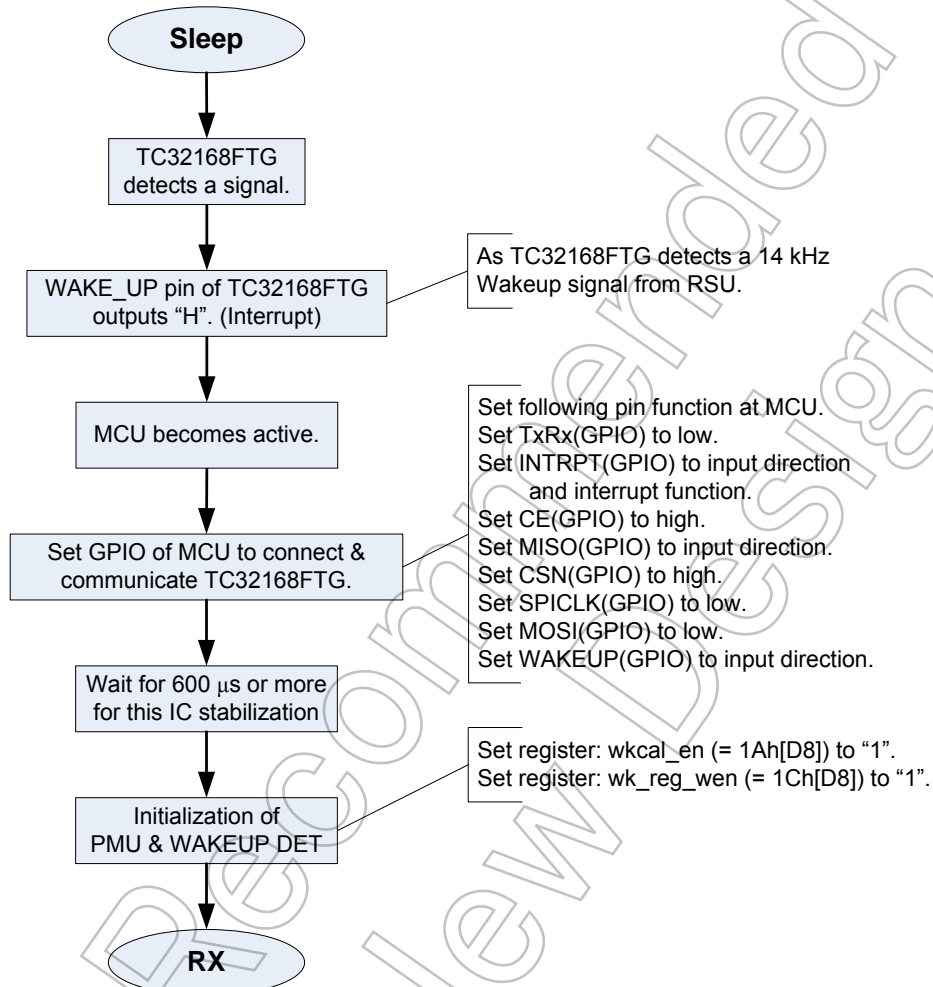 Sleep
TC32168FTG
detects a signal.
WAKE_UP pin of TC32168FTG
outputs “H”. (Interrupt)
As TC32168FTG detects a 14 kHz
Wakeup signal from RSU.
MCU becomes active.
Set GPIO of MCU to connect &
communicate TC32168FTG.
Set following pin function at MCU.
Set TxRx(GPIO) to low.
Set INTRPT(GPIO) to input direction
and interrupt function.
Set CE(GPIO) to high.
Set MISO(GPIO) to input direction.
Set CSN(GPIO) to high.
Set SPICLK(GPIO) to low.
Set MOSI(GPIO) to low.
Set WAKEUP(GPIO) to input direction.
Wait for 600 μs or more
for this IC stabilization
Initialization of
PMU & WAKEUP DET
Set register: wkcal_en (= 1Ah[D8]) to “1”.
Set register: wk_reg_wen (= 1Ch[D8]) to “1”.
RX
Recommended
New Design